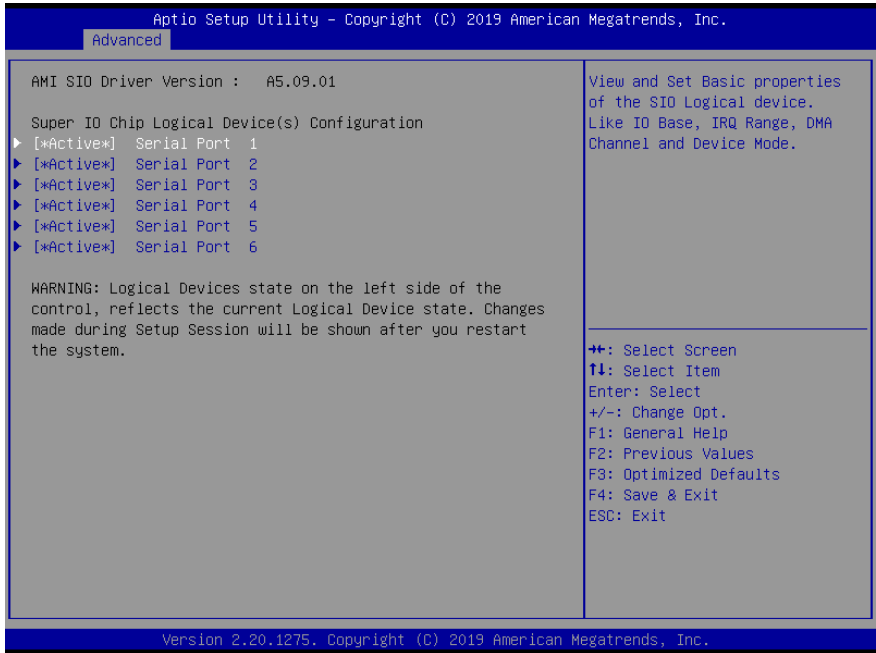 Aptio Setup Utility – Copyright (C) 2019 American Megatrends, Inc.
Advanced
AMI SIO Driver Version : A5.09.01
Super IO Chip Logical Device(s) Configuration
[*Active*] Serial Port 1
[*Active*] Serial Port 2
[*Active*] Serial Port 3
[*Active*] Serial Port 4
[*Active*] Serial Port 5
[*Active*] Serial Port 6
WARNING: Logical Devices state on the left side of the
control, reflects the current Logical Device state. Changes
made during Setup Session will be shown after you restart
the system.
View and Set Basic properties
of the SIO Logical device.
Like IO Base, IRQ Range, DMA
Channel and Device Mode.
→←: Select Screen
↑↓: Select Item
Enter: Select
+/-: Change Opt.
F1: General Help
F2: Previous Values
F3: Optimized Defaults
F4: Save & Exit
ESC: Exit
Version 2.20.1275. Copyright (C) 2019 American Megatrends, Inc.